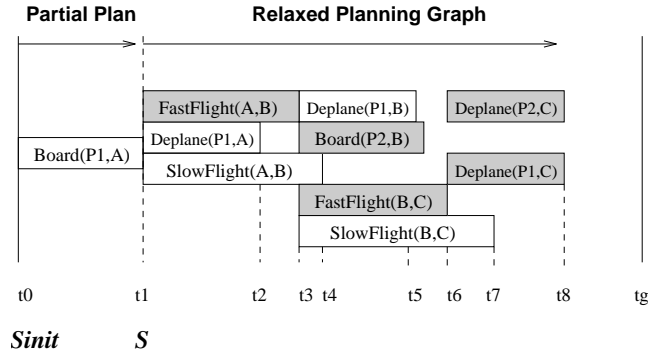 Partial Plan Relaxed Planning Graph
FastFlight(A,B) Deplane(P1,B) Deplane(P2,C)
Deplane(P1,A) Board(P2,B)
Board(P1,A)
SlowFlight(A,B) Deplane(P1,C)
FastFlight(B,C)
SlowFlight(B,C)
t0 t1 t2 t3 t4 t5 t6 t7 t8 tg
Sinit S